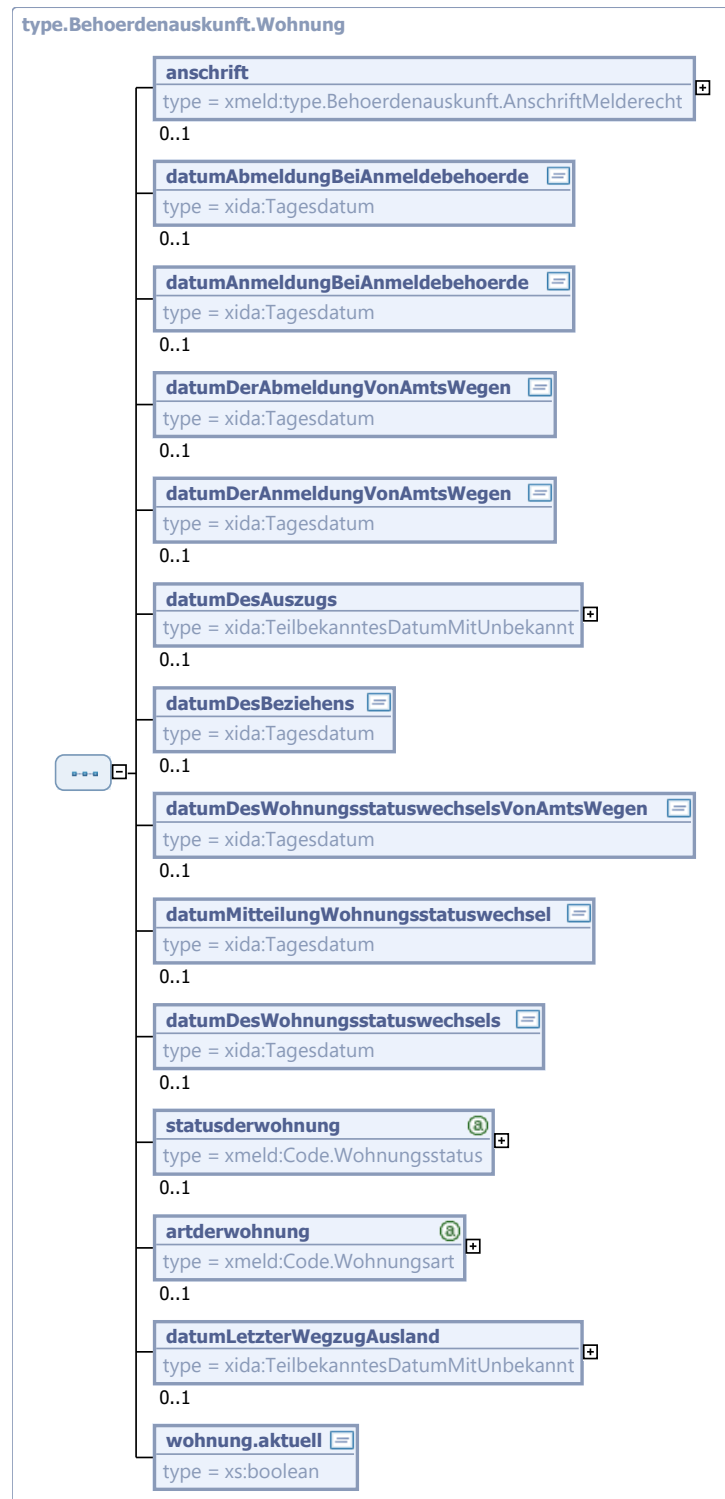 type.Behoerdenauskunft.Wohnung
anschrift
type = xmeld:type.Behoerdenauskunft.AnschriftMelderecht
0..1
datumAbmeldungBeiAnmeldebehoerde
type = xida:Tagesdatum
0..1
datumAnmeldungBeiAnmeldebehoerde
type = xida:Tagesdatum
0..1
datumDerAbmeldungVonAmtsWegen
type = xida:Tagesdatum
0..1
datumDerAnmeldungVonAmtsWegen
type = xida:Tagesdatum
0..1
datumDesAuszugs
type = xida:TeilbekanntesDatumMitUnbekannt
0..1
datumDesBeziehens
type = xida:Tagesdatum
0..1
datumDesWohnungsstatuswechselsVonAmtsWegen
type = xida:Tagesdatum
0..1
datumMitteilungWohnungsstatuswechsel
type = xida:Tagesdatum
0..1
datumDesWohnungsstatuswechsels
type = xida:Tagesdatum
0..1
statusderwohnung
type = xmeld:Code.Wohnungsstatus
0..1
artderwohnung
type = xmeld:Code.Wohnungsart
0..1
datumLetzterWegzugAusland
type = xida:TeilbekanntesDatumMitUnbekannt
0..1
wohnung.aktuell
type = xs:boolean